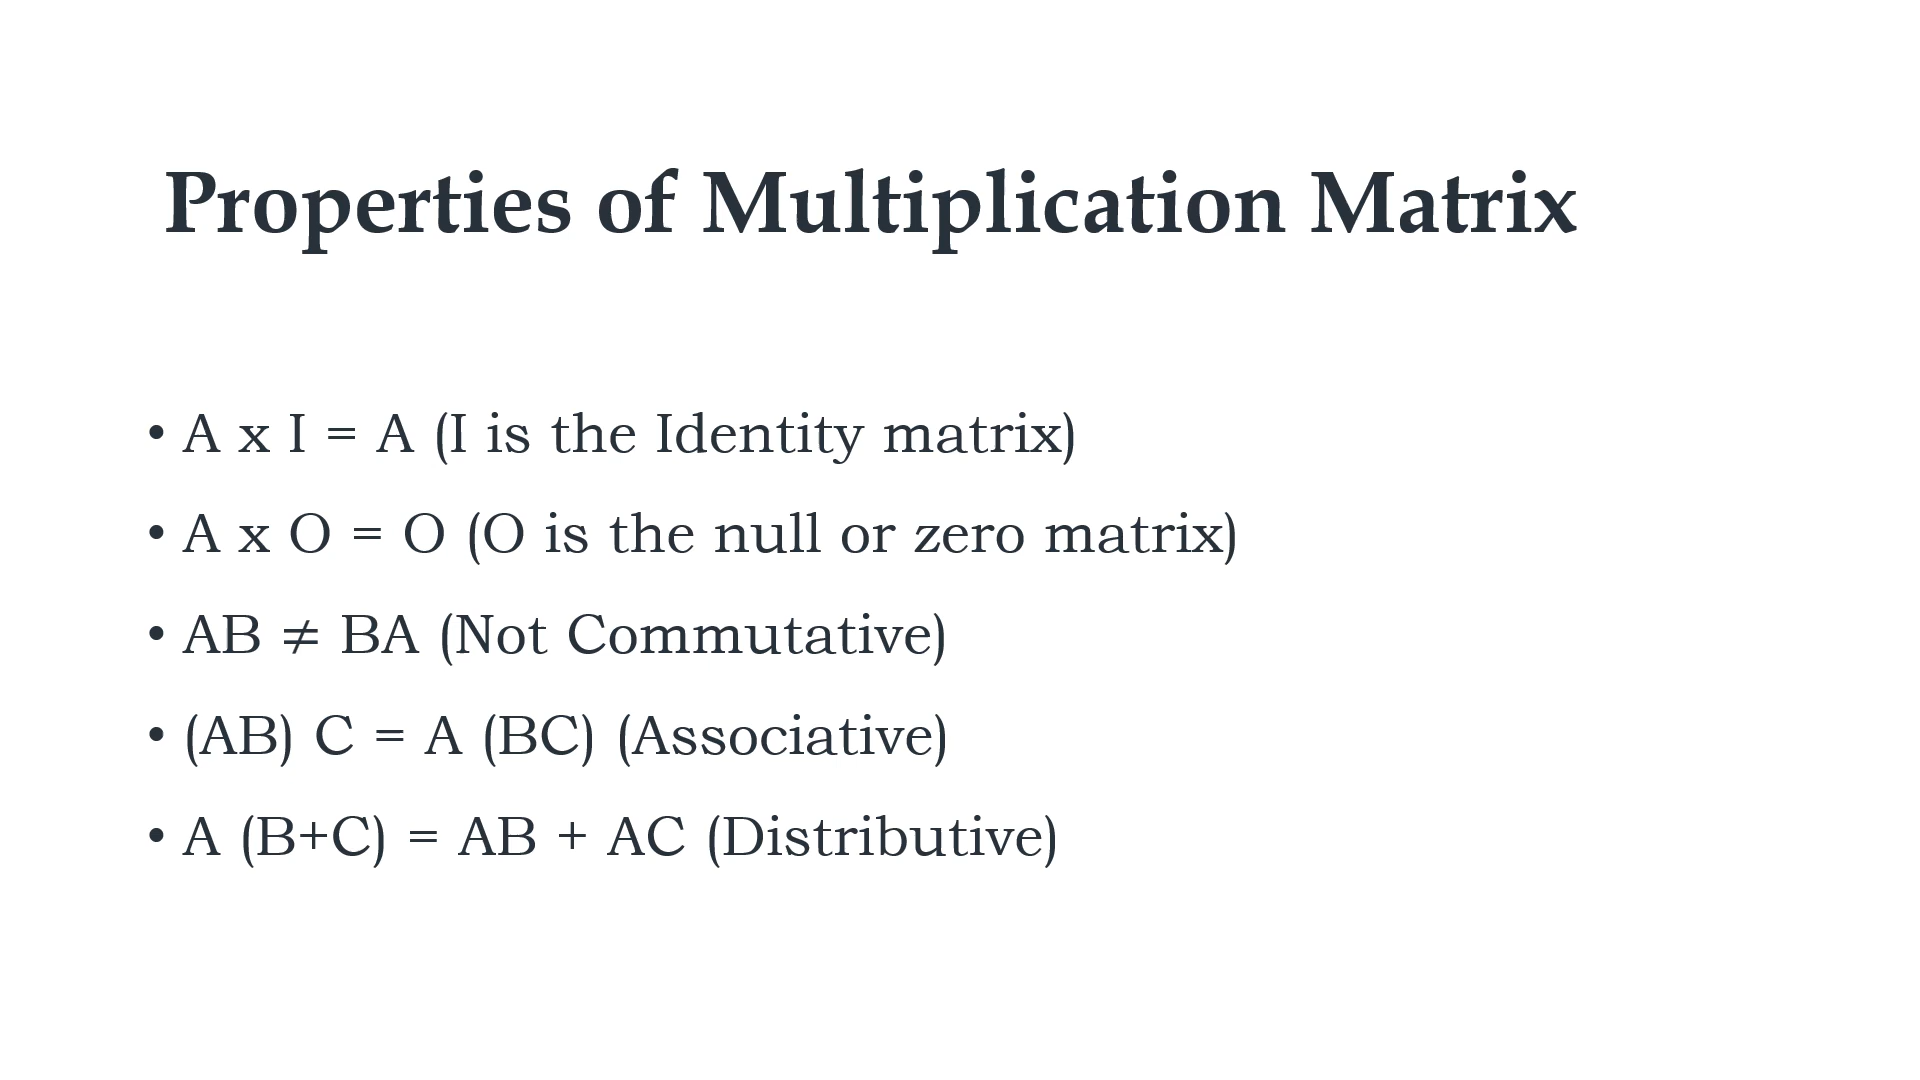 Properties of Multiplication Matrix
• A x I = A (I is the Identity matrix)
• A x O = O (O is the null or zero matrix)
• AB ≠ BA (Not Commutative)
• (AB) C = A (BC) (Associative)
• A (B+C) = AB + AC (Distributive)